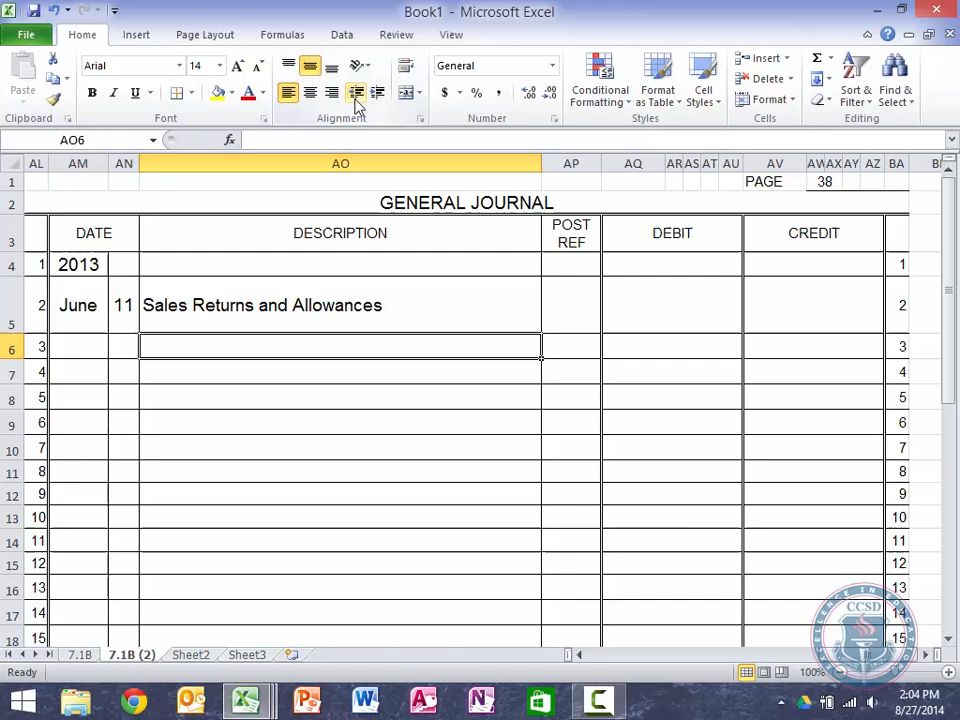 Book1 - Microsoft Excel
File Home Insert Page Layout Formulas Data Review View
Paste
Arial 14
B I U A
General
$ % ,
Conditional Formatting
Format as Table
Cell Styles
Insert
Delete
Format
Sort & Filter
Find & Select
Clipboard Font Alignment Number Styles Cells Editing
AO6 fx
AL AM AN AO AP AQ AR AS AT AU AV AW AX AY AZ BA
1 PAGE 38
2 GENERAL JOURNAL
3 DATE DESCRIPTION POST REF DEBIT CREDIT
4 1 2013 1
5 2 June 11 Sales Returns and Allowances 2
6 3 3
7 4 4
8 5 5
9 6 6
10 7 7
11 8 8
12 9 9
13 10 10
14 11 11
15 12 12
16 13 13
17 14 14
18 15 15
7.1B 7.1B (2) Sheet2 Sheet3
Ready 100%
CCSD
EXCELLENCE IN EDUCATION
2:04 PM
8/27/2014